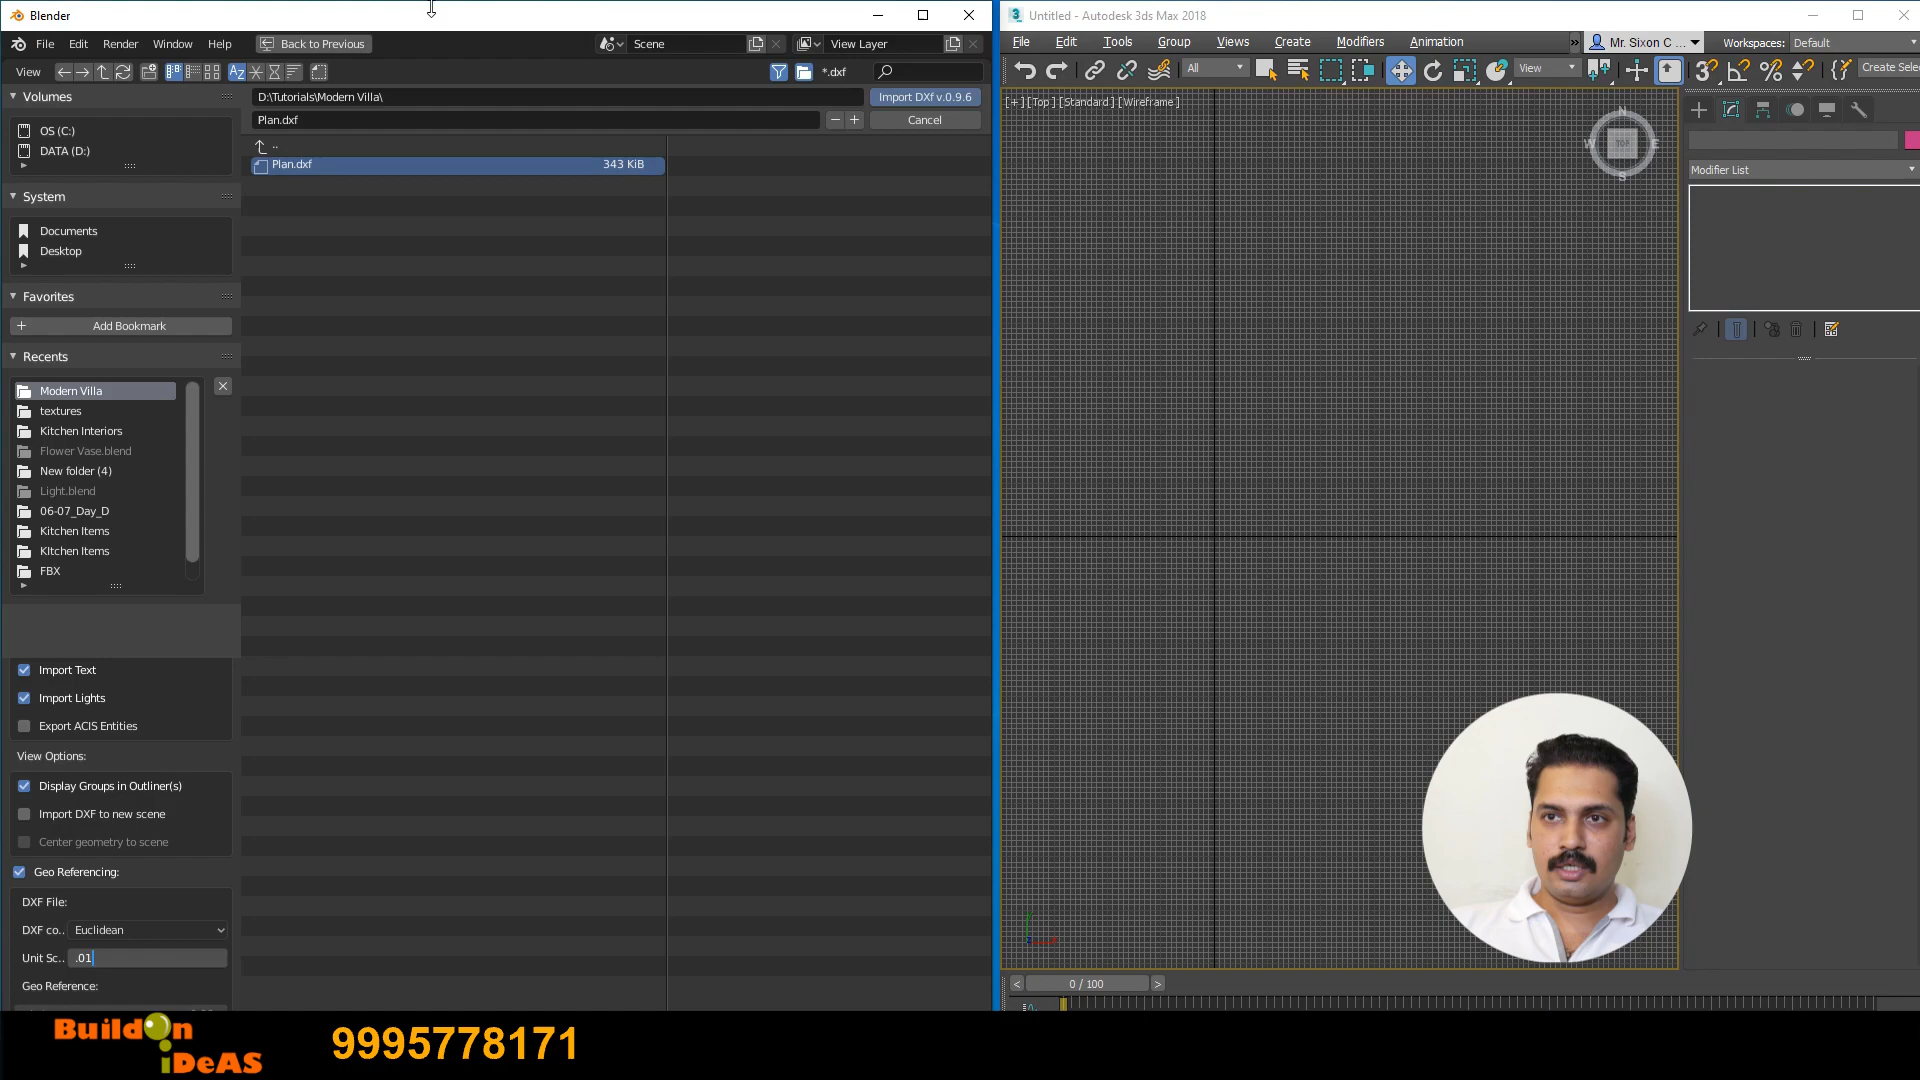 Blender
File Edit Render Window Help Back to Previous Scene View Layer
View *.dxf
Volumes
OS (C:)
DATA (D:)
System
Documents
Desktop
Favorites
Add Bookmark
Recents
Modern Villa
textures
Kitchen Interiors
Flower Vase.blend
New folder (4)
Light.blend
06-07_Day_D
Kitchen Items
KItchen Items
FBX
Import Text
Import Lights
Export ACIS Entities
View Options:
Display Groups in Outliner(s)
Import DXF to new scene
Center geometry to scene
Geo Referencing:
DXF File:
DXF co.. Euclidean
Unit Sc.. .01
Geo Reference:
D:\Tutorials\Modern Villa\ Import DXf v.0.9.6
Plan.dxf Cancel
..
Plan.dxf 343 KiB
Untitled - Autodesk 3ds Max 2018
File Edit Tools Group Views Create Modifiers Animation » Mr. Sixon C ... Workspaces: Default
All View Create Sele
[+] [Top] [Standard] [Wireframe]
N
W TOP E
S
Modifier List
< 0 / 100 >
Build on
iDeAS
9995778171